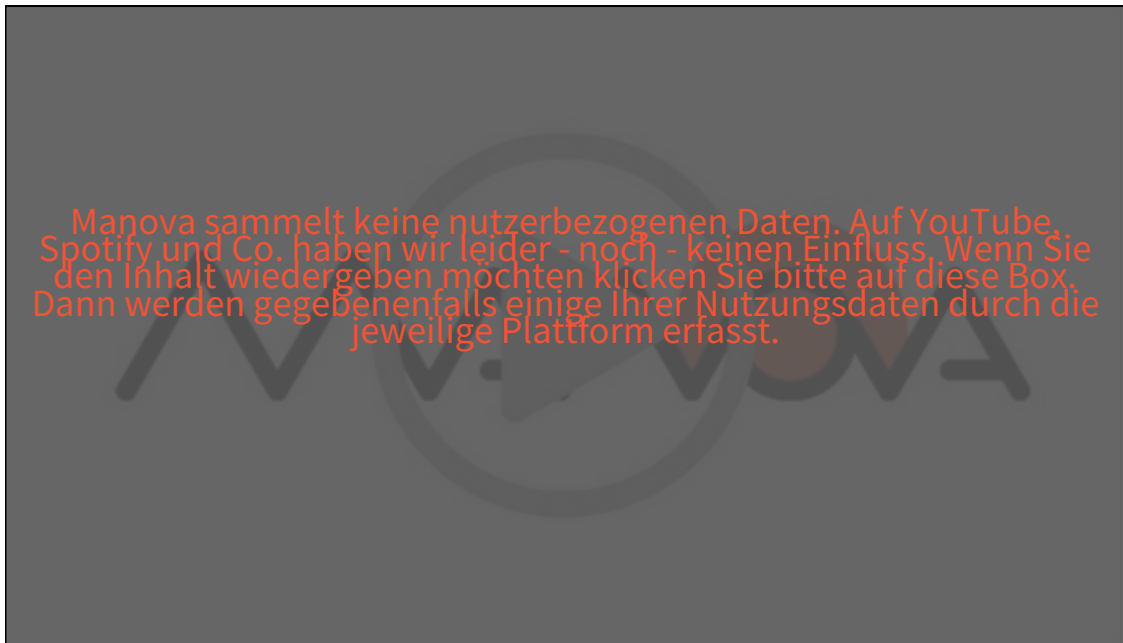 Manova sammelt keine nutzerbezogenen Daten. Auf YouTube,
Spotify und Co. haben wir leider - noch - keinen Einfluss. Wenn Sie
den Inhalt wiedergeben möchten klicken Sie bitte auf diese Box.
Dann werden gegebenenfalls einige Ihrer Nutzungsdaten durch die
jeweilige Plattform erfasst.
MANOVA